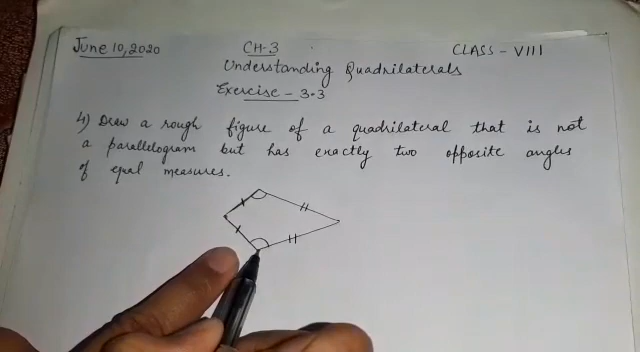 June 10, 2020 CH-3 CLASS - VIII
Understanding Quadrilaterals
Exercise - 3.3
4) Draw a rough figure of a quadrilateral that is not
a parallelogram but has exactly two opposite angles
of equal measures.